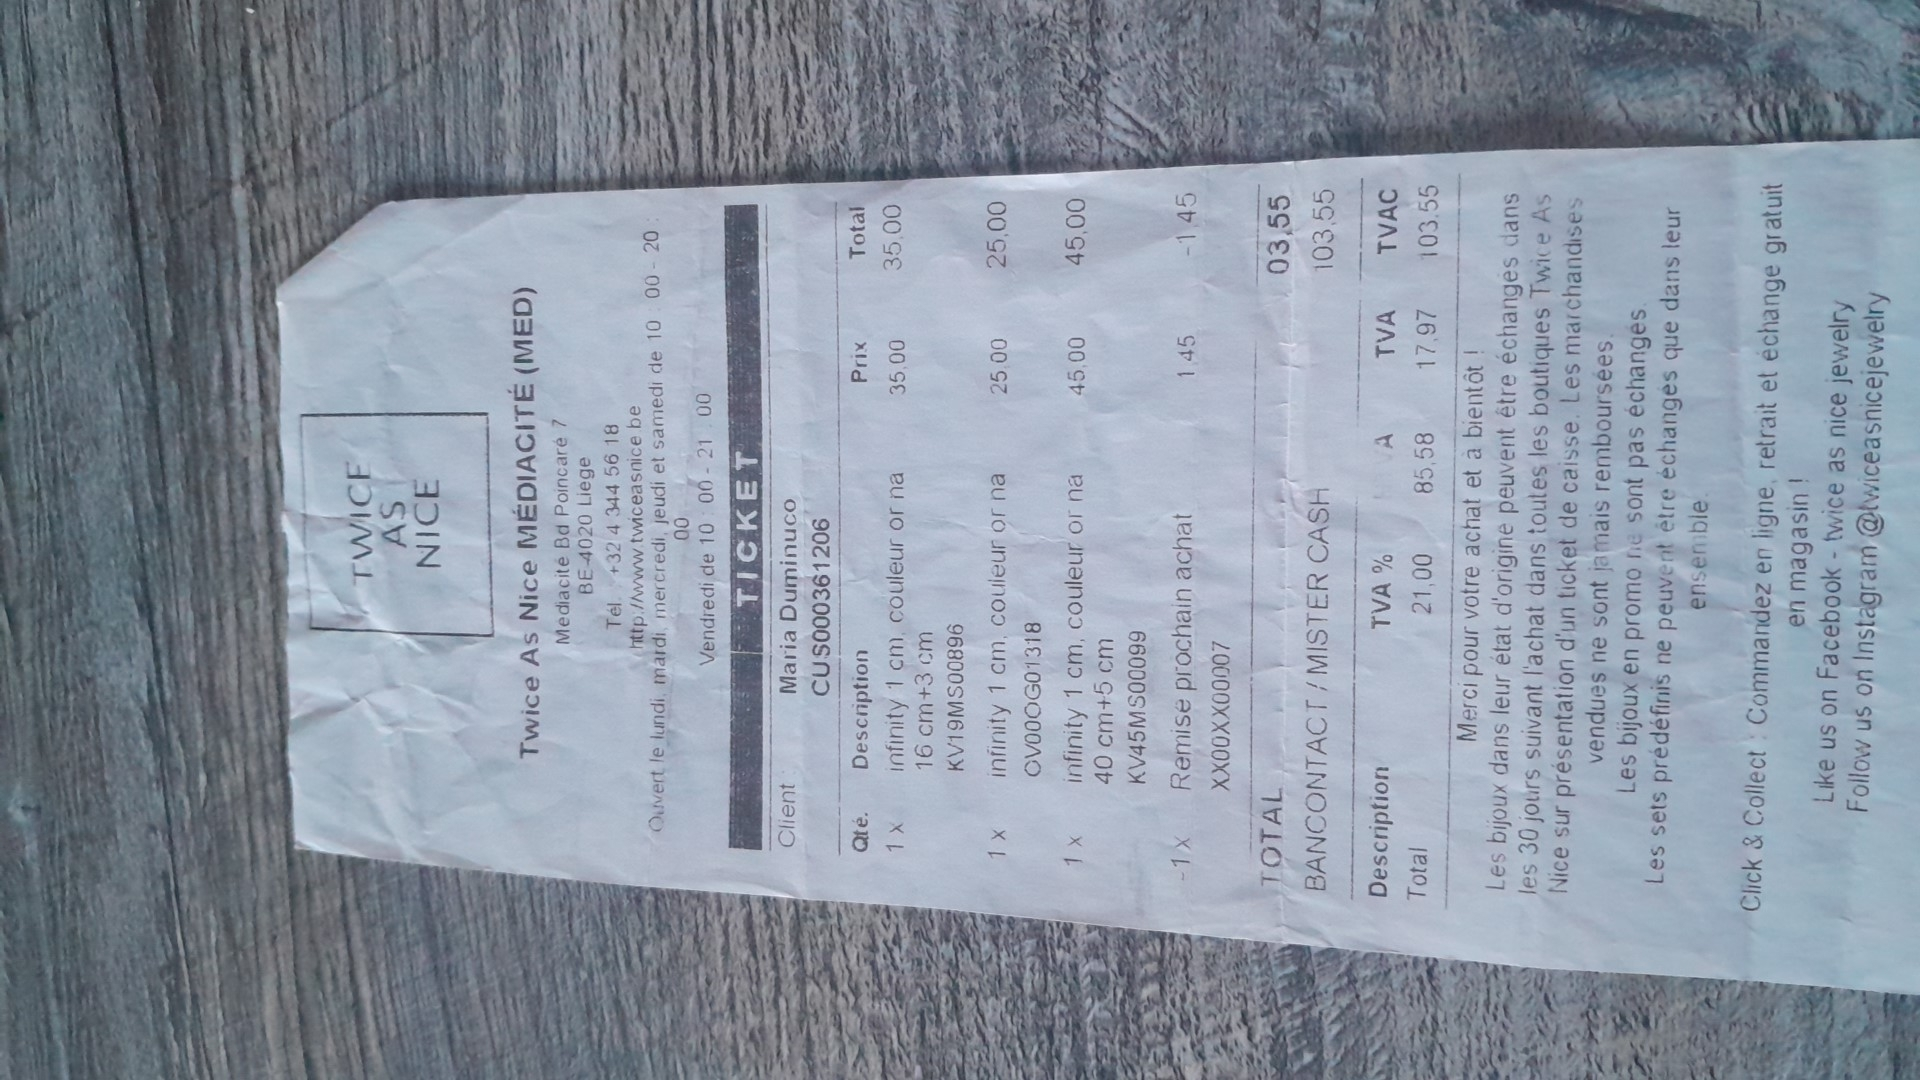 TWICE
AS
NICE
Twice As Nice MÉDIACITÉ (MED)
Mediacité Bd Poincaré 7
BE-4020 Liege
Tel. +32 4 344 56 18
http://www.twiceasnice.be
Ouvert le lundi, mardi, mercredi, jeudi et samedi de 10 : 00 - 20 :
00
Vendredi de 10 : 00 - 21 : 00
TICKET
Client : Maria Duminuco
CUS0000361206
Qté. Description Prix Total
1 x infinity 1 cm, couleur or na 35,00 35,00
16 cm+3 cm
KV19MS00896
1 x infinity 1 cm, couleur or na 25,00 25,00
1 x infinity 1 cm, couleur or na 45,00 45,00
40 cm+5 cm
KV45MS00099
-1 x Remise prochain achat 1,45 -1,45
XX00XX00007
TOTAL 03,55
BANCONTACT / MISTER CASH 103,55
Description TVA % A TVA TVAC
Total 21,00 85,58 17,97 103,55
Merci pour votre achat et à bientôt !
Les bijoux dans leur état d'origine peuvent être échangés dans
les 30 jours suivant l'achat dans toutes les boutiques Twice As
Nice sur présentation d'un ticket de caisse. Les marchandises
vendues ne sont jamais remboursées.
Les bijoux en promo ne sont pas échangés.
Les sets prédéfinis ne peuvent être échangés que dans leur
ensemble.
Click & Collect : Commandez en ligne, retrait et échange gratuit
en magasin !
Like us on Facebook - twice as nice jewelry
Follow us on Instagram @twiceasnicejewelry